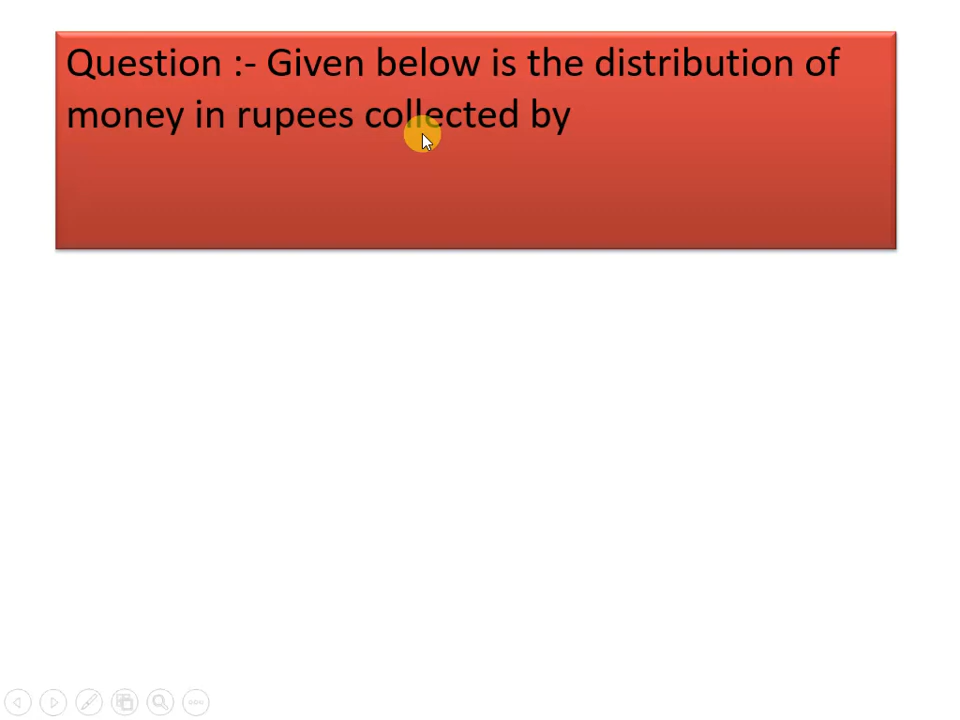 Question :- Given below is the distribution of
money in rupees collected by